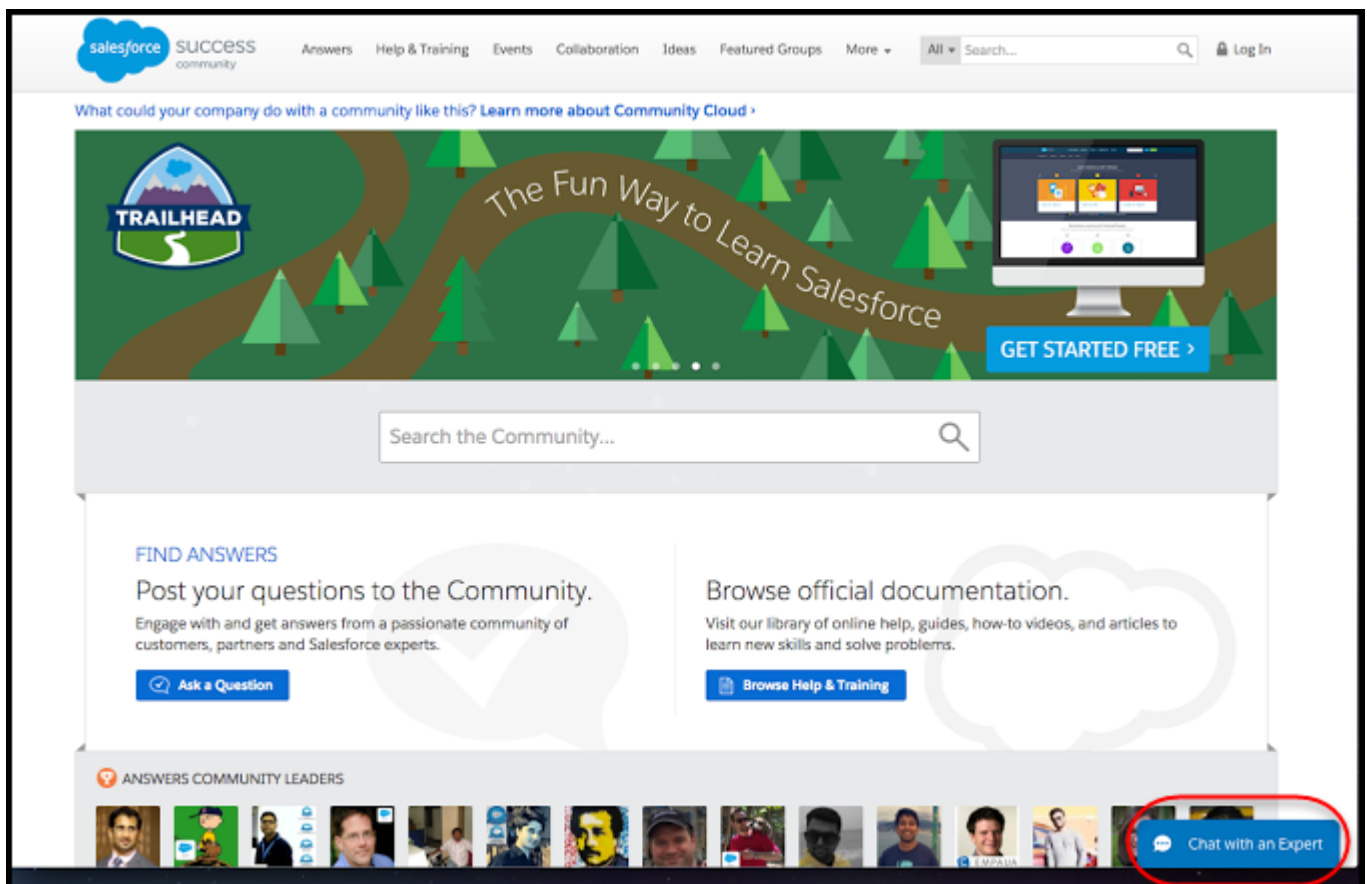 salesforce
success
community
Answers Help & Training Events Collaboration Ideas Featured Groups More All Search... Log In
What could your company do with a community like this? Learn more about Community Cloud ›
TRAILHEAD
The Fun Way to Learn Salesforce
GET STARTED FREE ›
Search the Community...
FIND ANSWERS
Post your questions to the Community.
Engage with and get answers from a passionate community of
customers, partners and Salesforce experts.
Ask a Question
Browse official documentation.
Visit our library of online help, guides, how-to videos, and articles to
learn new skills and solve problems.
Browse Help & Training
ANSWERS COMMUNITY LEADERS
EMPAUA
Chat with an Expert